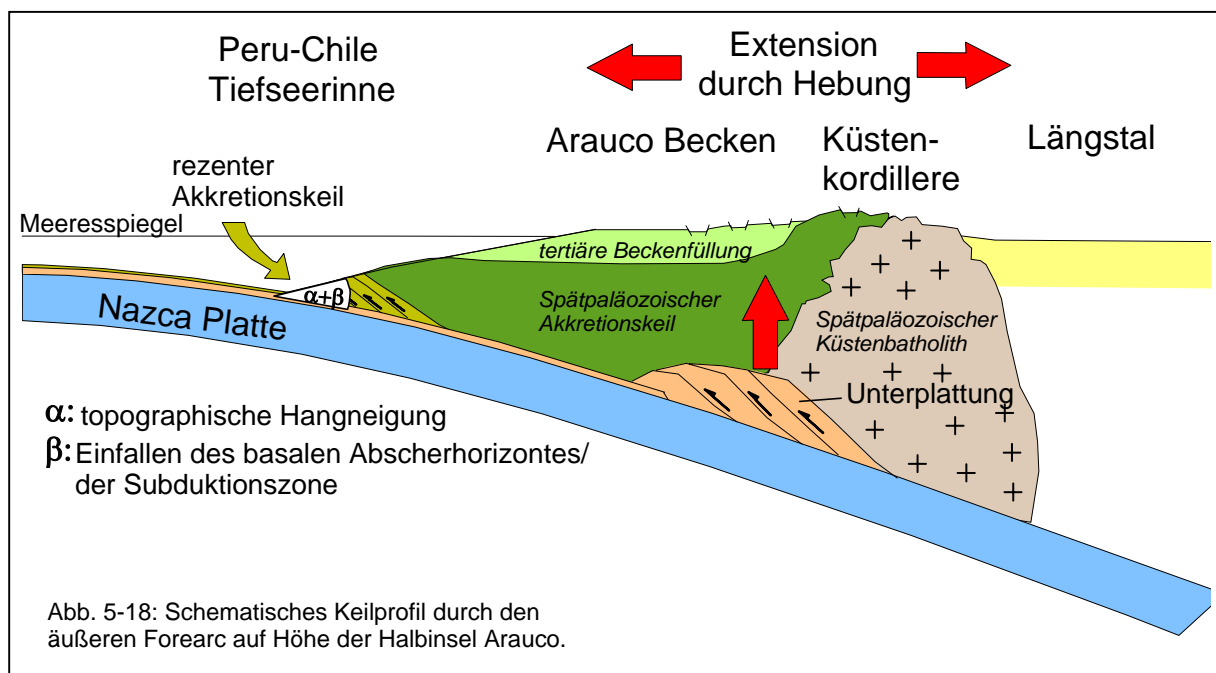 Peru-Chile
Tiefseerinne
Extension
durch Hebung
Arauco Becken
Küsten-
kordillere
Längstal
rezenter
Akkretionskeil
Meeresspiegel
tertiäre Beckenfüllung
α+β
Nazca Platte
Spätpaläozoischer
Akkretionskeil
Spätpaläozoischer
Küstenbatholith
Unterplattung
α: topographische Hangneigung
β: Einfallen des basalen Abscherhorizontes/
der Subduktionszone
Abb. 5-18: Schematisches Keilprofil durch den
äußeren Forearc auf Höhe der Halbinsel Arauco.